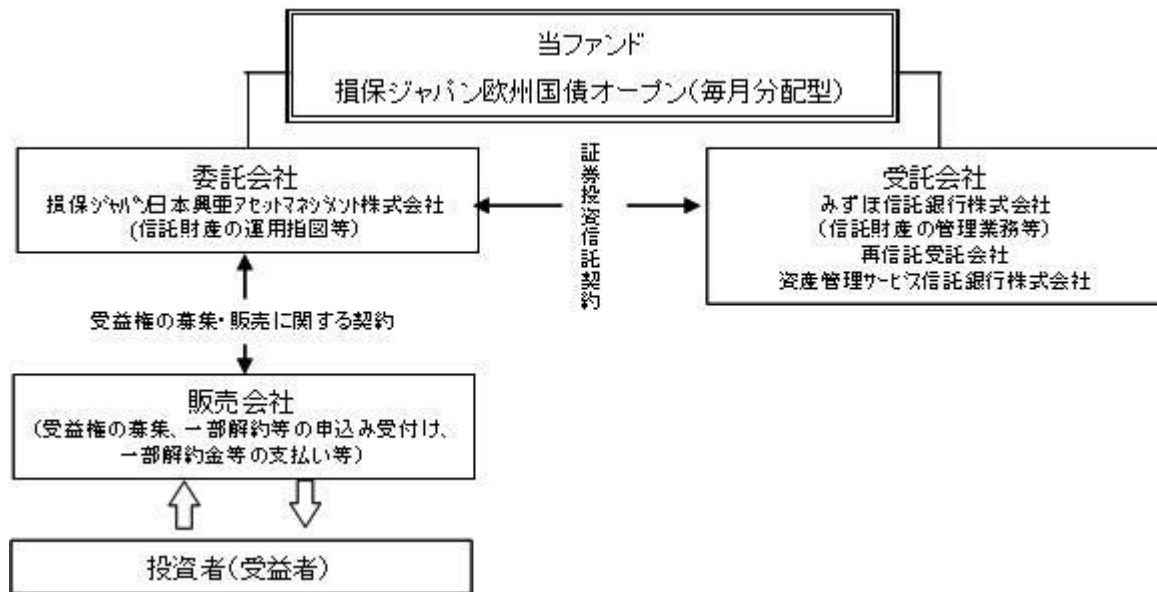 当ファンド
損保ジャパン欧州国債オープン(毎月分配型)
委託会社
損保ジャパン日本興亜アセットマネジメント株式会社
(信託財産の運用指図等)
証券投資信託契約
受託会社
みずほ信託銀行株式会社
(信託財産の管理業務等)
再信託受託会社
資産管理サービス信託銀行株式会社
受益権の募集・販売に関する契約
販売会社
(受益権の募集、一部解約等の申込み受付け、
一部解約金等の支払い等)
投資者(受益者)